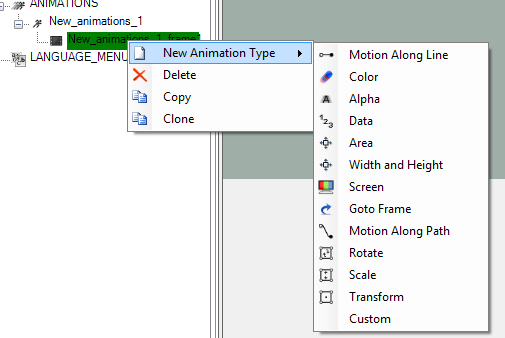 ANIMATIONS
New_animations_1
New_animations_1_frame
LANGUAGE_MENU
New Animation Type
Delete
Copy
Clone
Motion Along Line
Color
Alpha
Data
Area
Width and Height
Screen
Goto Frame
Motion Along Path
Rotate
Scale
Transform
Custom